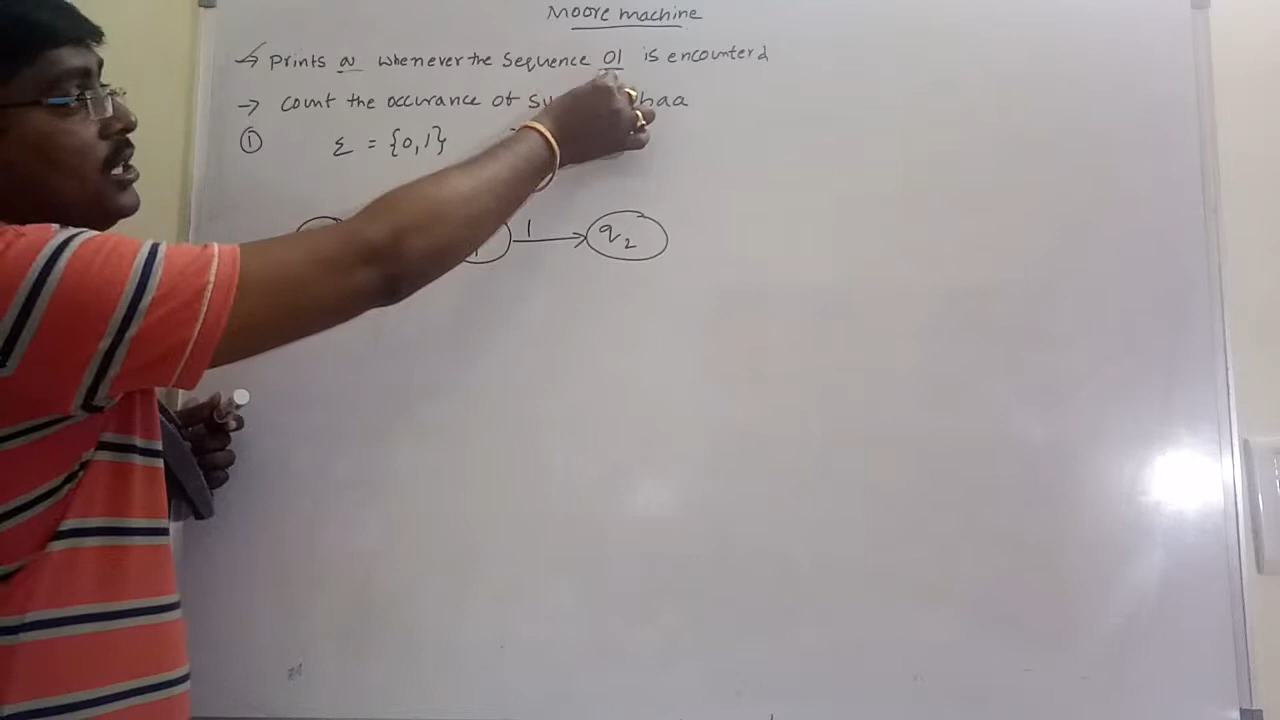 Moore machine
→ Prints a whenever the sequence 01 is encounterd
→ Count the occurance of baa
① Σ = {0,1}
1 q2